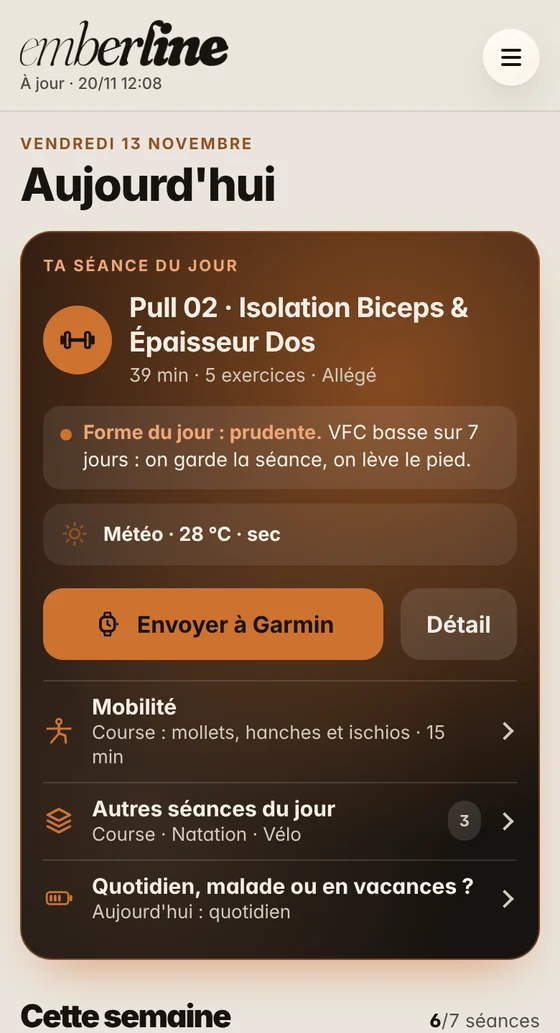 emberline
À jour · 20/11 12:08
VENDREDI 13 NOVEMBRE
Aujourd'hui
TA SÉANCE DU JOUR
Pull 02 · Isolation Biceps &
Épaisseur Dos
39 min · 5 exercices · Allégé
Forme du jour : prudente. VFC basse sur 7
jours : on garde la séance, on lève le pied.
Météo · 28 °C · sec
Envoyer à Garmin
Détail
Mobilité
Course : mollets, hanches et ischios · 15
min
Autres séances du jour
Course · Natation · Vélo
3
Quotidien, malade ou en vacances ?
Aujourd'hui : quotidien
Cette semaine
6/7 séances